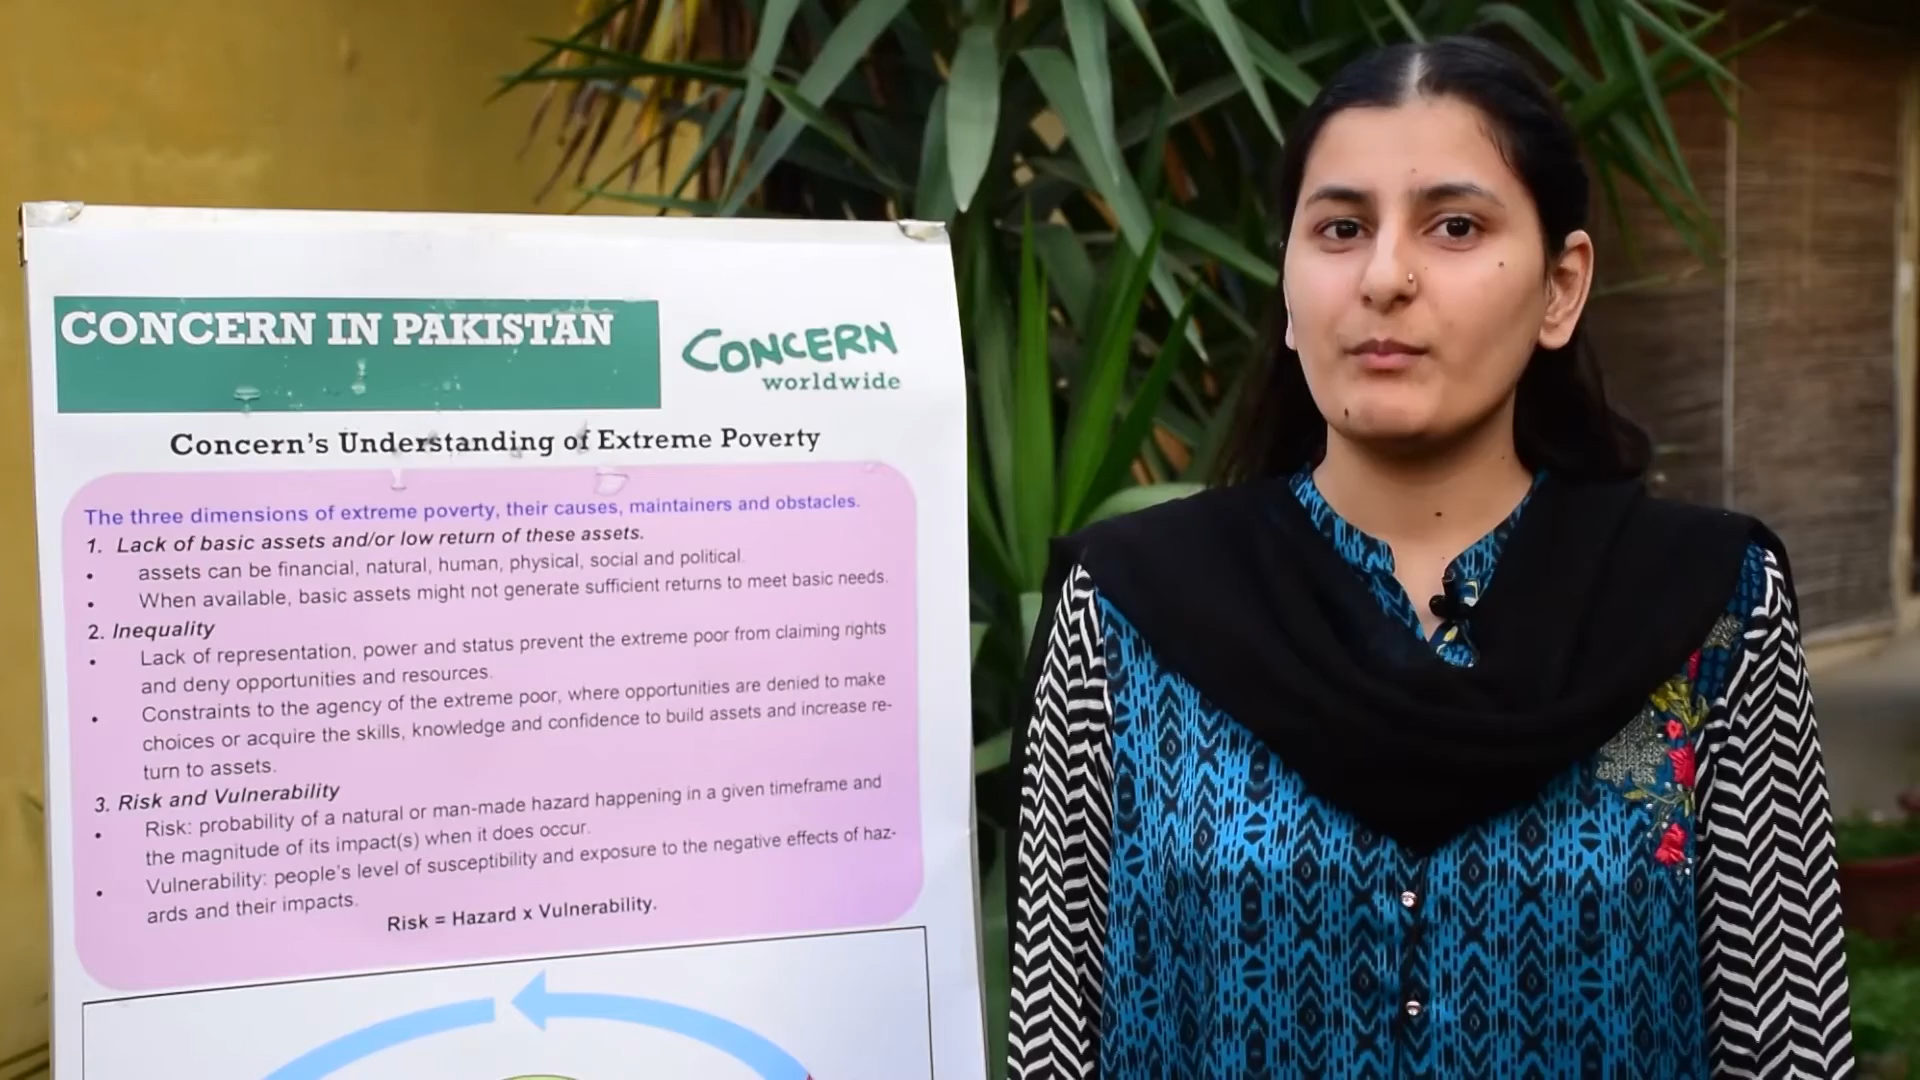 CONCERN IN PAKISTAN
CONCERN
worldwide
Concern's Understanding of Extreme Poverty
The three dimensions of extreme poverty, their causes, maintainers and obstacles.
1. Lack of basic assets and/or low return of these assets.
• assets can be financial, natural, human, physical, social and political.
• When available, basic assets might not generate sufficient returns to meet basic needs.
2. Inequality
• Lack of representation, power and status prevent the extreme poor from claiming rights
and deny opportunities and resources.
• Constraints to the agency of the extreme poor, where opportunities are denied to make
choices or acquire the skills, knowledge and confidence to build assets and increase re-
turn to assets.
3. Risk and Vulnerability
• Risk: probability of a natural or man-made hazard happening in a given timeframe and
the magnitude of its impact(s) when it does occur.
• Vulnerability: people's level of susceptibility and exposure to the negative effects of haz-
ards and their impacts.
Risk = Hazard x Vulnerability.